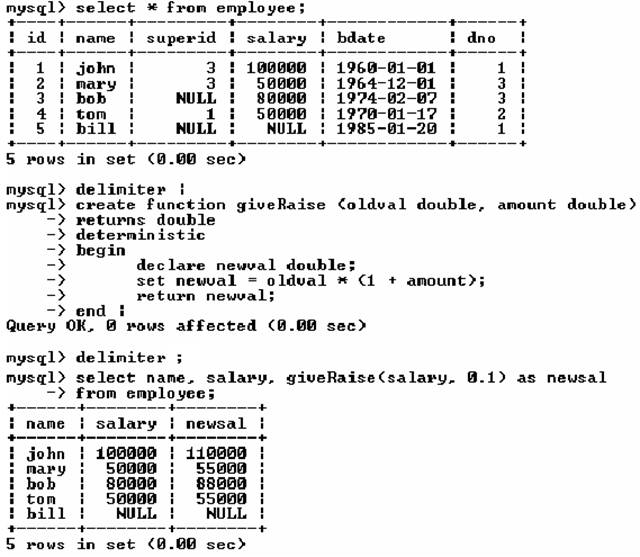 mysql> select * from employee;
+------+------+---------+--------+------------+------+
| id | name | superid | salary | bdate | dno |
+------+------+---------+--------+------------+------+
| 1 | john | 3 | 100000 | 1960-01-01 | 1 |
| 2 | mary | 3 | 50000 | 1964-12-01 | 3 |
| 3 | bob | NULL | 80000 | 1974-02-07 | 3 |
| 4 | tom | 1 | 50000 | 1970-01-17 | 2 |
| 5 | bill | NULL | NULL | 1985-01-20 | 1 |
+------+------+---------+--------+------------+------+
5 rows in set (0.00 sec)
mysql> delimiter |
mysql> create function giveRaise (oldval double, amount double)
-> returns double
-> deterministic
-> begin
-> declare newval double;
-> set newval = oldval * (1 + amount);
-> return newval;
-> end |
Query OK, 0 rows affected (0.00 sec)
mysql> delimiter ;
mysql> select name, salary, giveRaise(salary, 0.1) as newsal
-> from employee;
+------+--------+--------+
| name | salary | newsal |
+------+--------+--------+
| john | 100000 | 110000 |
| mary | 50000 | 55000 |
| bob | 80000 | 88000 |
| tom | 50000 | 55000 |
| bill | NULL | NULL |
+------+--------+--------+
5 rows in set (0.00 sec)